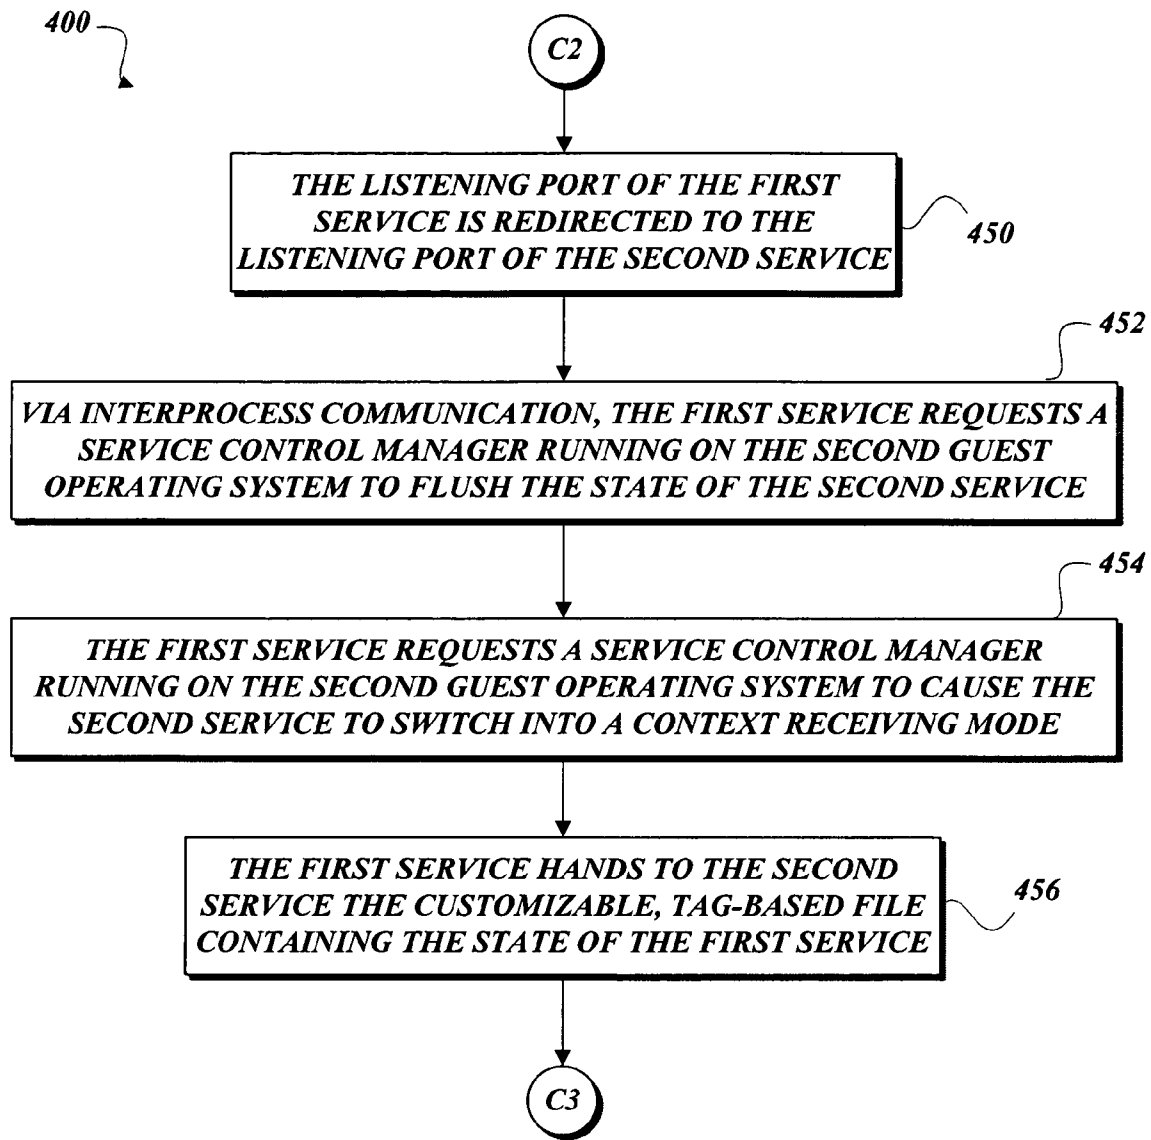 400
C2
THE LISTENING PORT OF THE FIRST
SERVICE IS REDIRECTED TO THE
LISTENING PORT OF THE SECOND SERVICE
450
452
VIA INTERPROCESS COMMUNICATION, THE FIRST SERVICE REQUESTS A
SERVICE CONTROL MANAGER RUNNING ON THE SECOND GUEST
OPERATING SYSTEM TO FLUSH THE STATE OF THE SECOND SERVICE
454
THE FIRST SERVICE REQUESTS A SERVICE CONTROL MANAGER
RUNNING ON THE SECOND GUEST OPERATING SYSTEM TO CAUSE THE
SECOND SERVICE TO SWITCH INTO A CONTEXT RECEIVING MODE
THE FIRST SERVICE HANDS TO THE SECOND
SERVICE THE CUSTOMIZABLE, TAG-BASED FILE
CONTAINING THE STATE OF THE FIRST SERVICE
456
C3